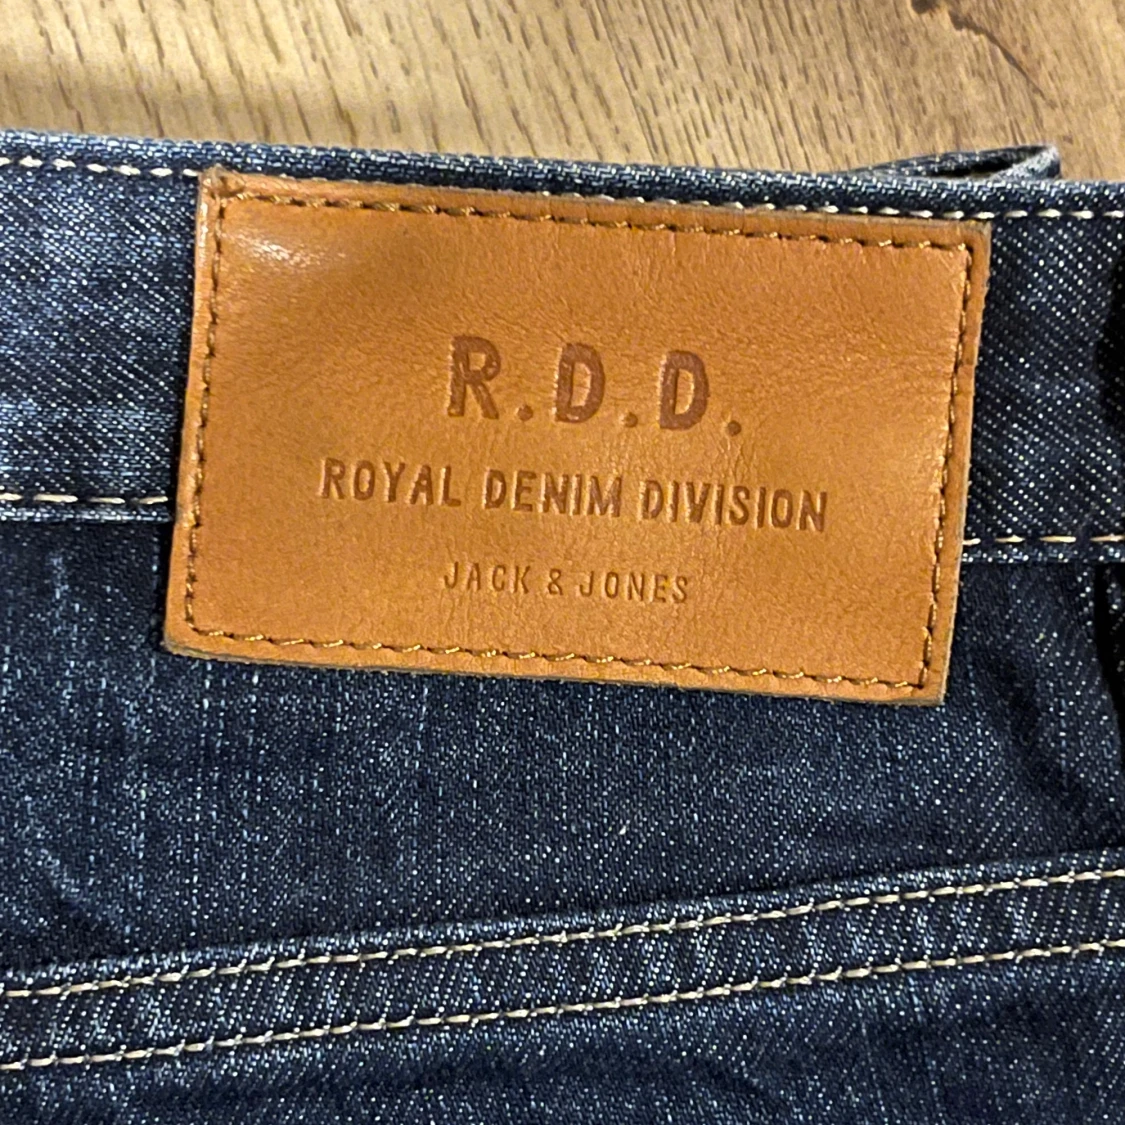 R.D.D.
ROYAL DENIM DIVISION
JACK & JONES